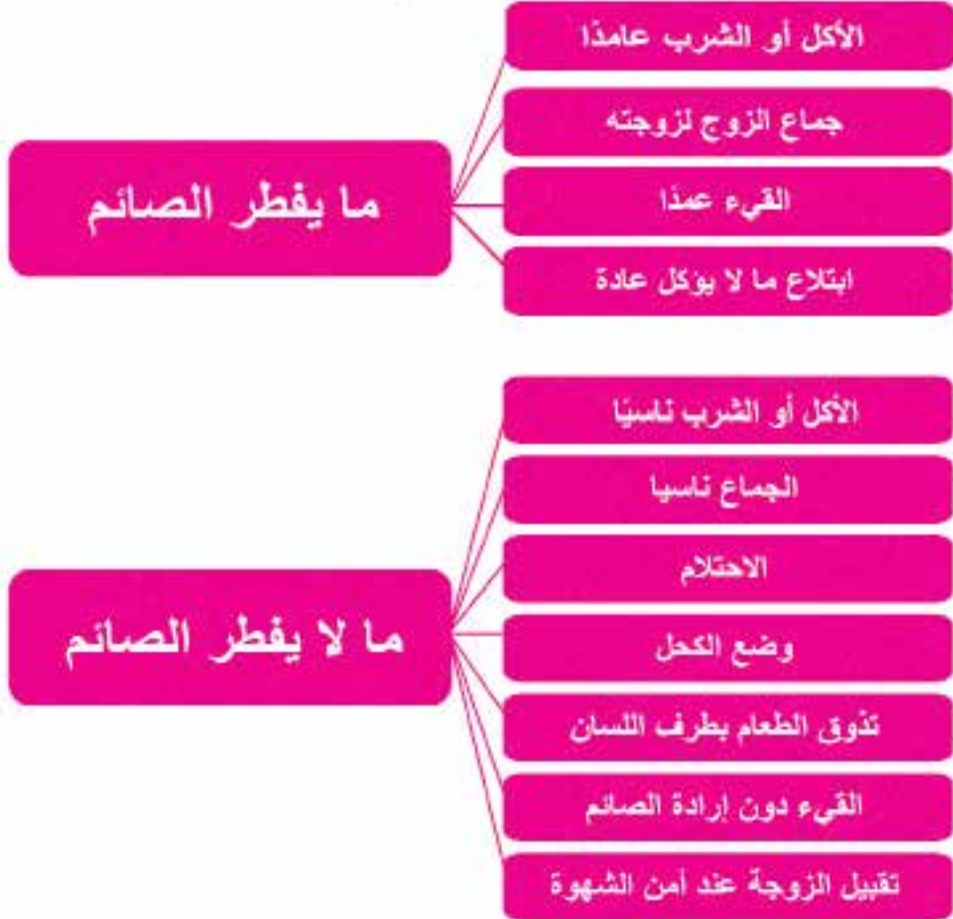 ما يفطر الصائم
الأكل أو الشرب عامدًا
جماع الزوج لزوجته
القيء عمدًا
ابتلاع ما لا يؤكل عادة
ما لا يفطر الصائم
الأكل أو الشرب ناسيًا
الجماع ناسيا
الاحتلام
وضع الكحل
تذوق الطعام بطرف اللسان
القيء دون إرادة الصائم
تقبيل الزوجة عند أمن الشهوة